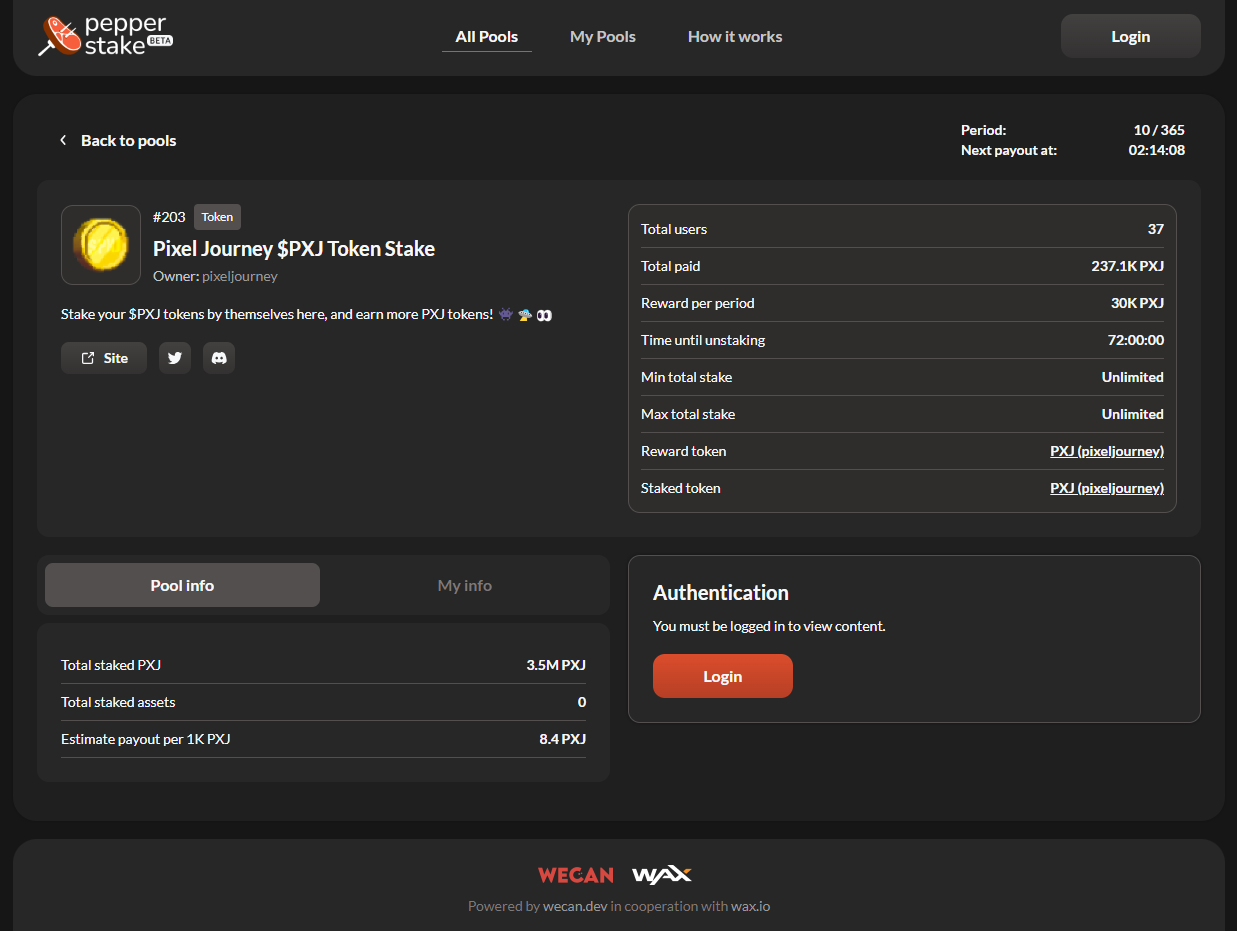 pepper
stake BETA
All Pools
My Pools
How it works
Login
Back to pools
Period: 10 / 365
Next payout at: 02:14:08
#203 Token
Pixel Journey $PXJ Token Stake
Owner: pixeljourney
Stake your $PXJ tokens by themselves here, and earn more PXJ tokens! 👾 🛸 👀
Site
Total users 37
Total paid 237.1K PXJ
Reward per period 30K PXJ
Time until unstaking 72:00:00
Min total stake Unlimited
Max total stake Unlimited
Reward token PXJ (pixeljourney)
Staked token PXJ (pixeljourney)
Pool info
My info
Total staked PXJ 3.5M PXJ
Total staked assets 0
Estimate payout per 1K PXJ 8.4 PXJ
Authentication
You must be logged in to view content.
Login
WECAN WAX
Powered by wecan.dev in cooperation with wax.io